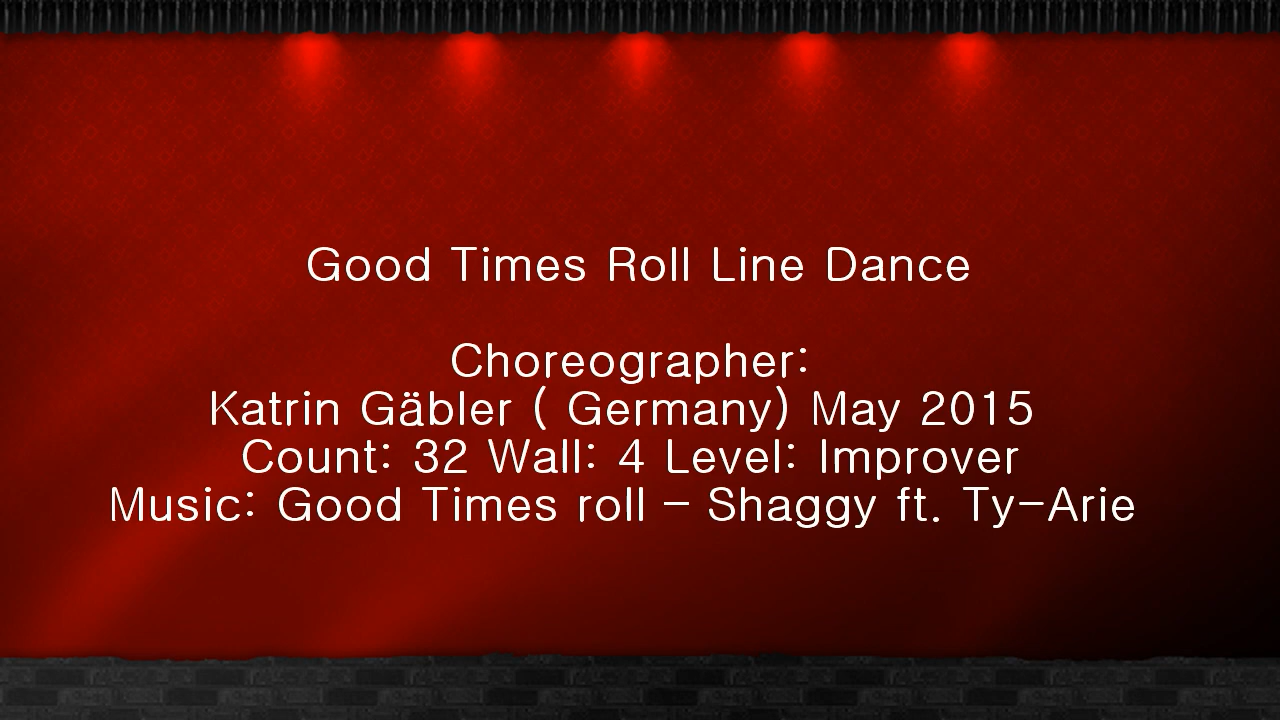 Good Times Roll Line Dance
Choreographer:
Katrin Gäbler ( Germany) May 2015
Count: 32 Wall: 4 Level: Improver
Music: Good Times roll - Shaggy ft. Ty-Arie